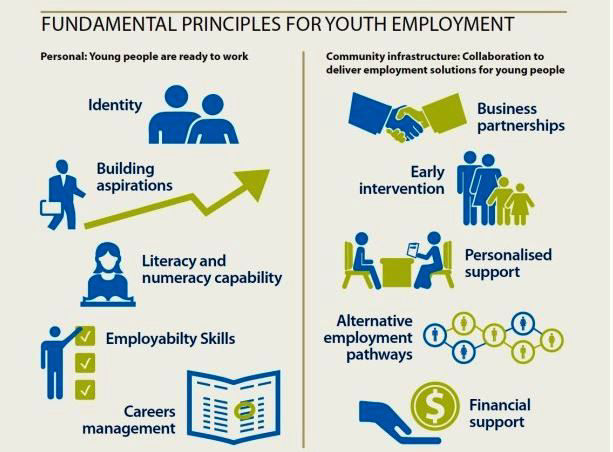 FUNDAMENTAL PRINCIPLES FOR YOUTH EMPLOYMENT
Personal: Young people are ready to work
Identity
Building
aspirations
Literacy and
numeracy capability
Employabilty Skills
Careers
management
Community infrastructure: Collaboration to
deliver employment solutions for young people
Business
partnerships
Early
intervention
Personalised
support
Alternative
employment
pathways
$
Financial
support